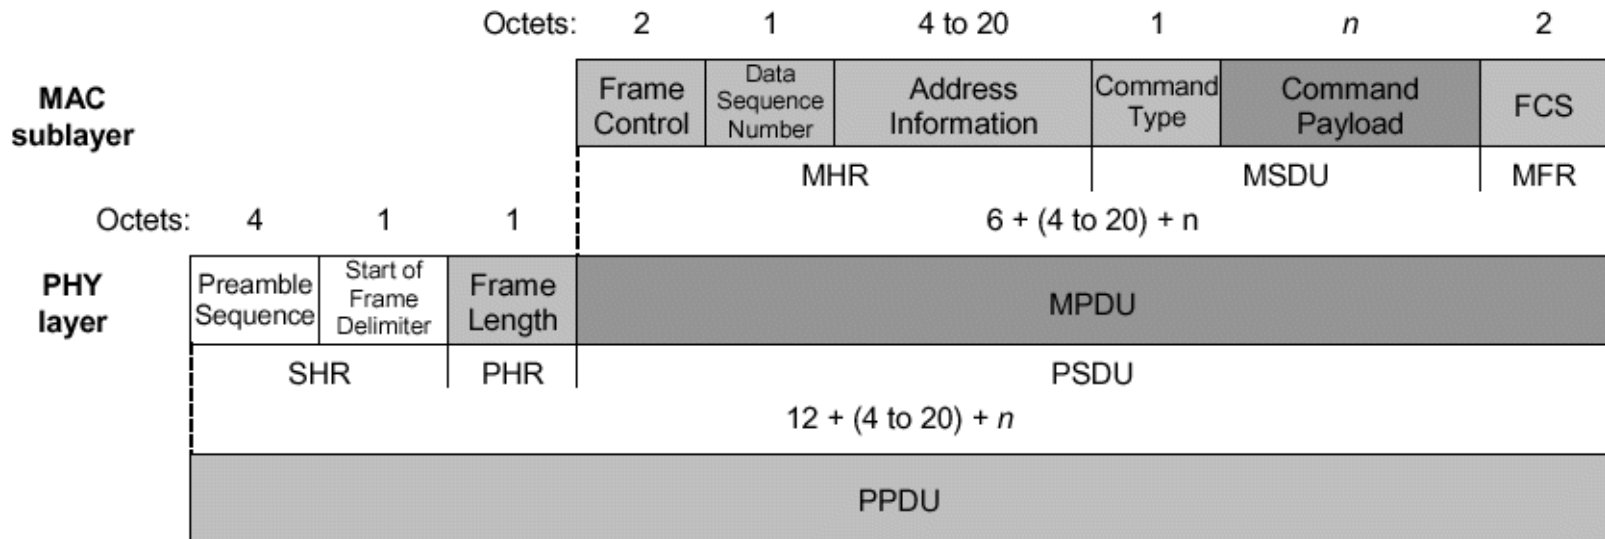 Octets: 2 1 4 to 20 1 n 2
MAC
sublayer
Frame
Control
Data
Sequence
Number
Address
Information
Command
Type
Command
Payload
FCS
MHR MSDU MFR
Octets: 4 1 1 6 + (4 to 20) + n
PHY
layer
Preamble
Sequence
Start of
Frame
Delimiter
Frame
Length
MPDU
SHR PHR PSDU
12 + (4 to 20) + n
PPDU